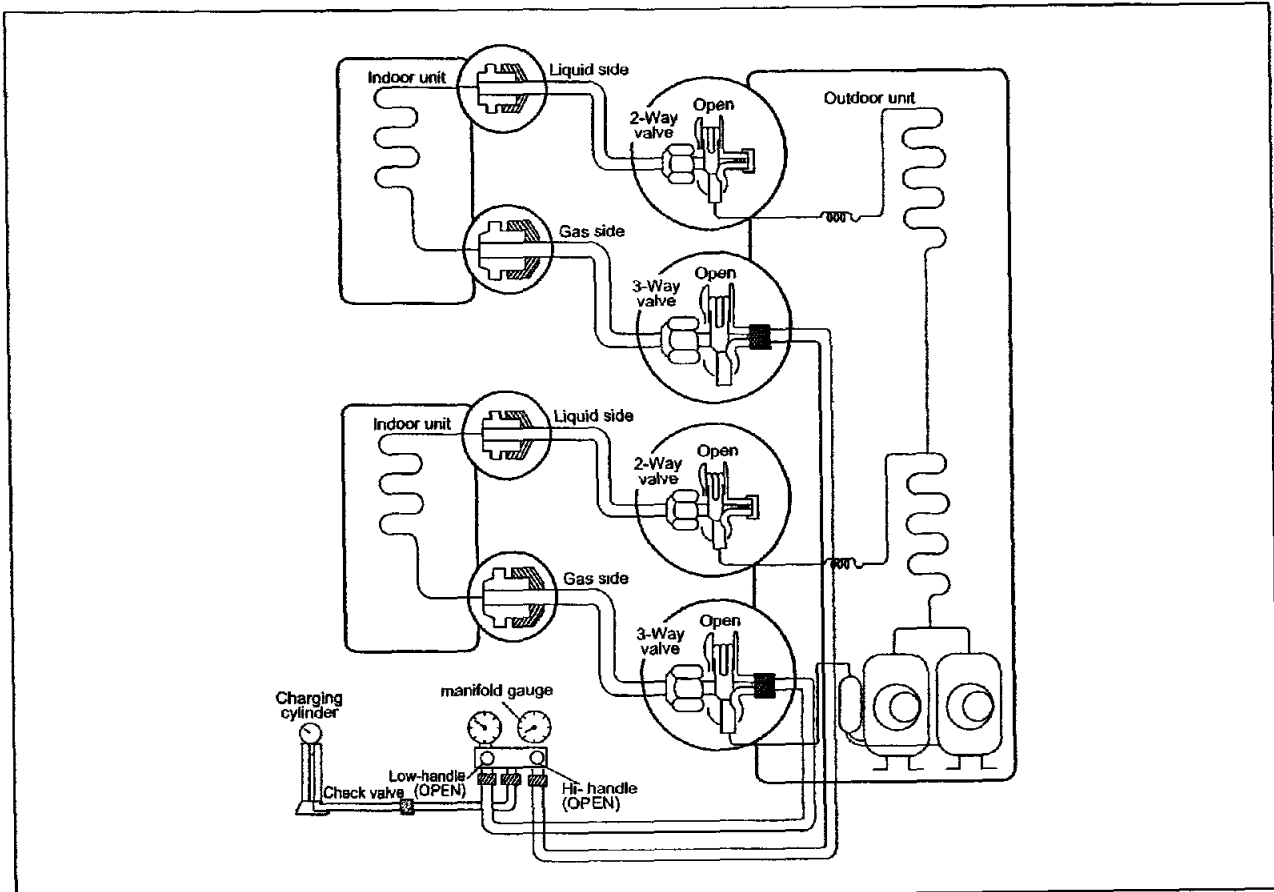 Indoor unit
Liquid side
2-Way
valve
Open
Outdoor unit
Gas side
3-Way
valve
Open
Indoor unit
Liquid side
2-Way
valve
Open
Gas side
3-Way
valve
Open
Charging
cylinder
manifold gauge
Check valve
Low-handle
(OPEN)
Hi- handle
(OPEN)